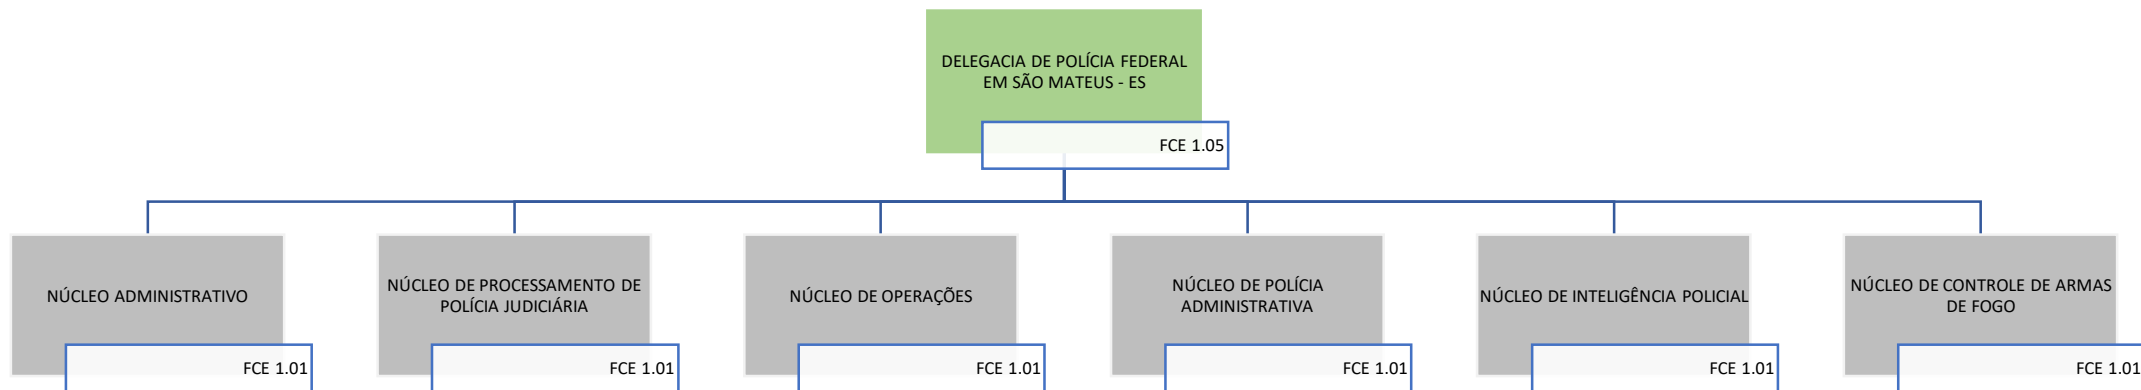 DELEGACIA DE POLÍCIA FEDERAL
EM SÃO MATEUS - ES
FCE 1.05
NÚCLEO ADMINISTRATIVO
FCE 1.01
NÚCLEO DE PROCESSAMENTO DE
POLÍCIA JUDICIÁRIA
FCE 1.01
NÚCLEO DE OPERAÇÕES
FCE 1.01
NÚCLEO DE POLÍCIA
ADMINISTRATIVA
FCE 1.01
NÚCLEO DE INTELIGÊNCIA POLICIAL
FCE 1.01
NÚCLEO DE CONTROLE DE ARMAS
DE FOGO
FCE 1.01